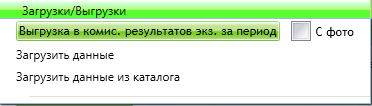 Загрузки/Выгрузки
Выгрузка в комис. результатов экз. за период
С фото
Загрузить данные
Загрузить данные из каталога